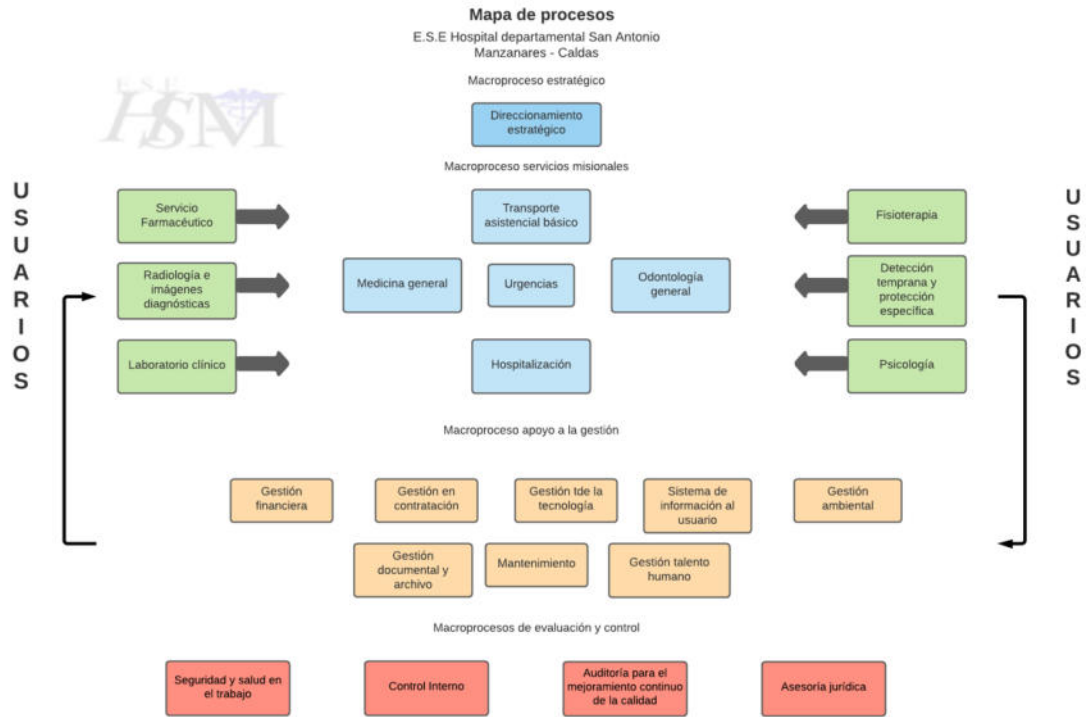 Mapa de procesos
E.S.E Hospital departamental San Antonio
Manzanares - Caldas
Macroproceso estratégico
E.S.E
HSM
Direccionamiento
estratégico
Macroproceso servicios misionales
USUARIOS
Servicio
Farmacéutico
Transporte
asistencial básico
Fisioterapia
USUARIOS
Radiología e
imágenes
diagnósticas
Medicina general
Urgencias
Odontología
general
Detección
temprana y
protección
específica
Laboratorio clínico
Hospitalización
Psicología
Macroproceso apoyo a la gestión
Gestión
financiera
Gestión en
contratación
Gestión tde la
tecnología
Sistema de
información al
usuario
Gestión
ambiental
Gestión
documental y
archivo
Mantenimiento
Gestión talento
humano
Macroprocesos de evaluación y control
Seguridad y salud en
el trabajo
Control Interno
Auditoría para el
mejoramiento continuo
de la calidad
Asesoría jurídica